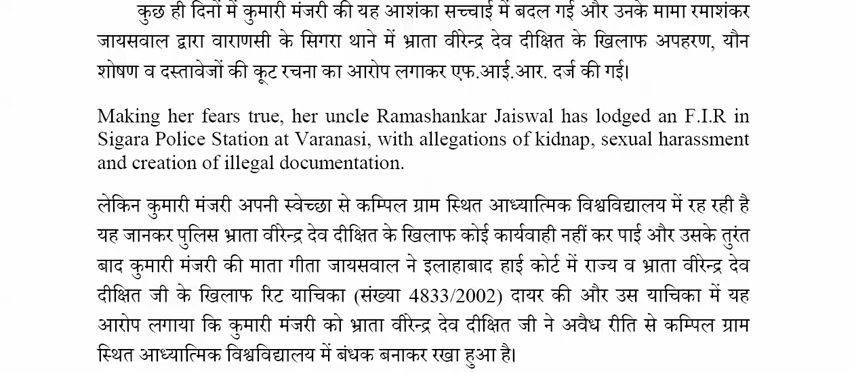 कुछ ही दिनों में कुमारी मंजरी की यह आशंका सच्चाई में बदल गई और उनके मामा रमाशंकर
जायसवाल द्वारा वाराणसी के सिगरा थाने में भ्राता वीरेन्द्र देव दीक्षित के खिलाफ अपहरण, यौन
शोषण व दस्तावेजों की कूट रचना का आरोप लगाकर एफ.आई.आर. दर्ज की गई।
Making her fears true, her uncle Ramashankar Jaiswal has lodged an F.I.R in
Sigara Police Station at Varanasi, with allegations of kidnap, sexual harassment
and creation of illegal documentation.
लेकिन कुमारी मंजरी अपनी स्वेच्छा से कम्पिल ग्राम स्थित आध्यात्मिक विश्वविद्यालय में रह रही है
यह जानकर पुलिस भ्राता वीरेन्द्र देव दीक्षित के खिलाफ कोई कार्यवाही नहीं कर पाई और उसके तुरंत
बाद कुमारी मंजरी की माता गीता जायसवाल ने इलाहाबाद हाई कोर्ट में राज्य व भ्राता वीरेन्द्र देव
दीक्षित जी के खिलाफ रिट याचिका (संख्या 4833/2002) दायर की और उस याचिका में यह
आरोप लगाया कि कुमारी मंजरी को भ्राता वीरेन्द्र देव दीक्षित जी ने अवैध रीति से कम्पिल ग्राम
स्थित आध्यात्मिक विश्वविद्यालय में बंधक बनाकर रखा हुआ है।